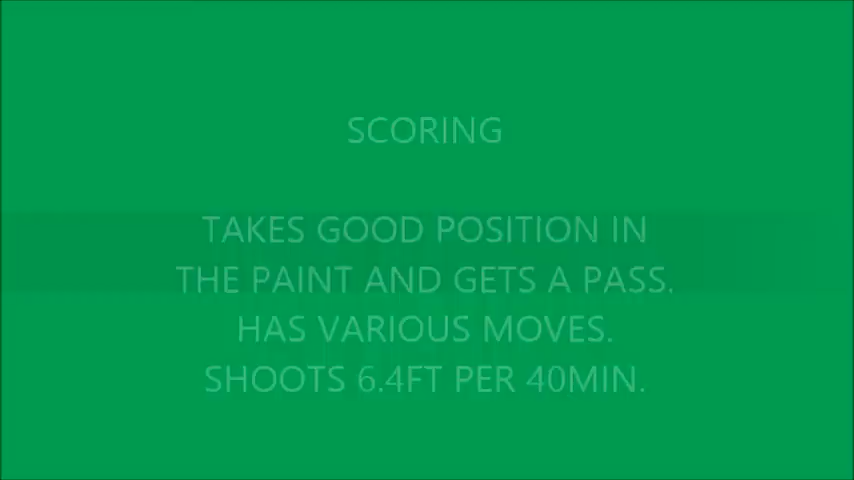 SCORING
TAKES GOOD POSITION IN
THE PAINT AND GETS A PASS.
HAS VARIOUS MOVES.
SHOOTS 6.4FT PER 40MIN.